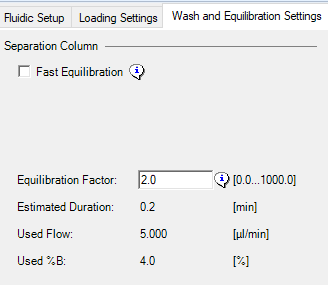 Fluidic Setup Loading Settings Wash and Equilibration Settings
Separation Column
Fast Equilibration
Equilibration Factor: 2.0 [0.0...1000.0]
Estimated Duration: 0.2 [min]
Used Flow: 5.000 [µl/min]
Used %B: 4.0 [%]